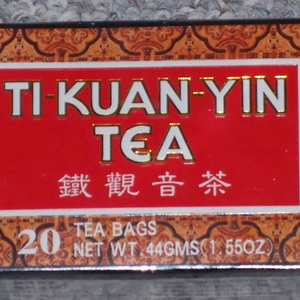 TI-KUAN-YIN
TEA
鐵觀音茶
20 TEA BAGS
NET WT. 44GMS(1.55OZ)